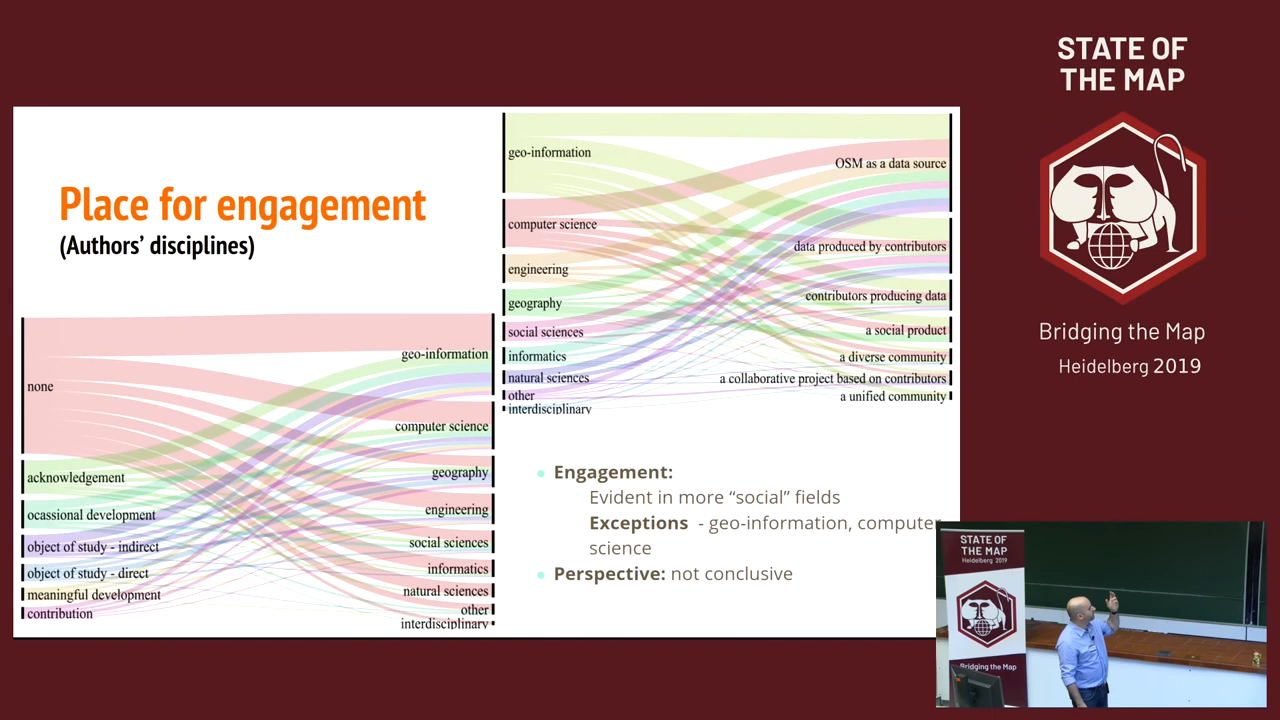 Place for engagement
(Authors' disciplines)
none
acknowledgement
ocassional development
object of study - indirect
object of study - direct
meaningful development
contribution
geo-information
computer science
geography
engineering
social sciences
informatics
natural sciences
other
interdisciplinary
geo-information
computer science
engineering
geography
social sciences
informatics
natural sciences
other
interdisciplinary
OSM as a data source
data produced by contributors
contributors producing data
a social product
a diverse community
a collaborative project based on contributors
a unified community
Engagement:
Evident in more “social” fields
Exceptions - geo-information, computer
science
Perspective: not conclusive
STATE OF
THE MAP
Bridging the Map
Heidelberg 2019
STATE OF
THE MAP
Heidelberg 2019
Bridging the Map